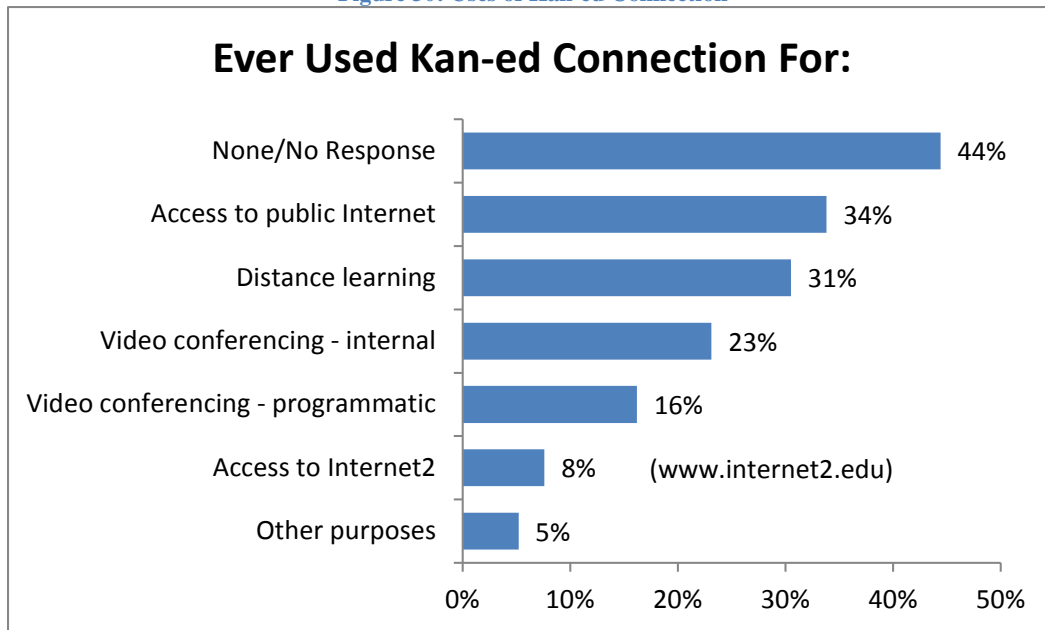 Ever Used Kan-ed Connection For:
None/No Response 44%
Access to public Internet 34%
Distance learning 31%
Video conferencing - internal 23%
Video conferencing - programmatic 16%
Access to Internet2 8% (www.internet2.edu)
Other purposes 5%
0% 10% 20% 30% 40% 50%